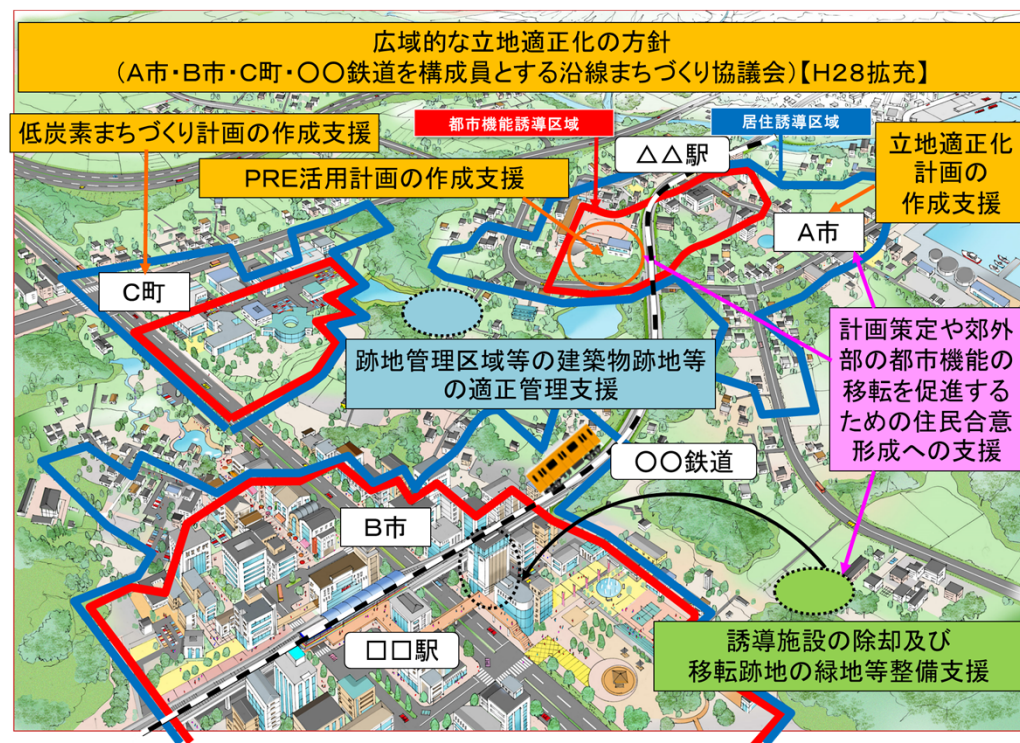 広域的な立地適正化の方針
（A市・B市・C町・〇〇鉄道を構成員とする沿線まちづくり協議会）【H28拡充】
低炭素まちづくり計画の作成支援
都市機能誘導区域
居住誘導区域
△△駅
立地適正化
計画の
作成支援
PRE活用計画の作成支援
A市
C町
計画策定や郊外
部の都市機能の
移転を促進する
ための住民合意
形成への支援
跡地管理区域等の建築物跡地等
の適正管理支援
〇〇鉄道
B市
□□駅
誘導施設の除却及び
移転跡地の緑地等整備支援